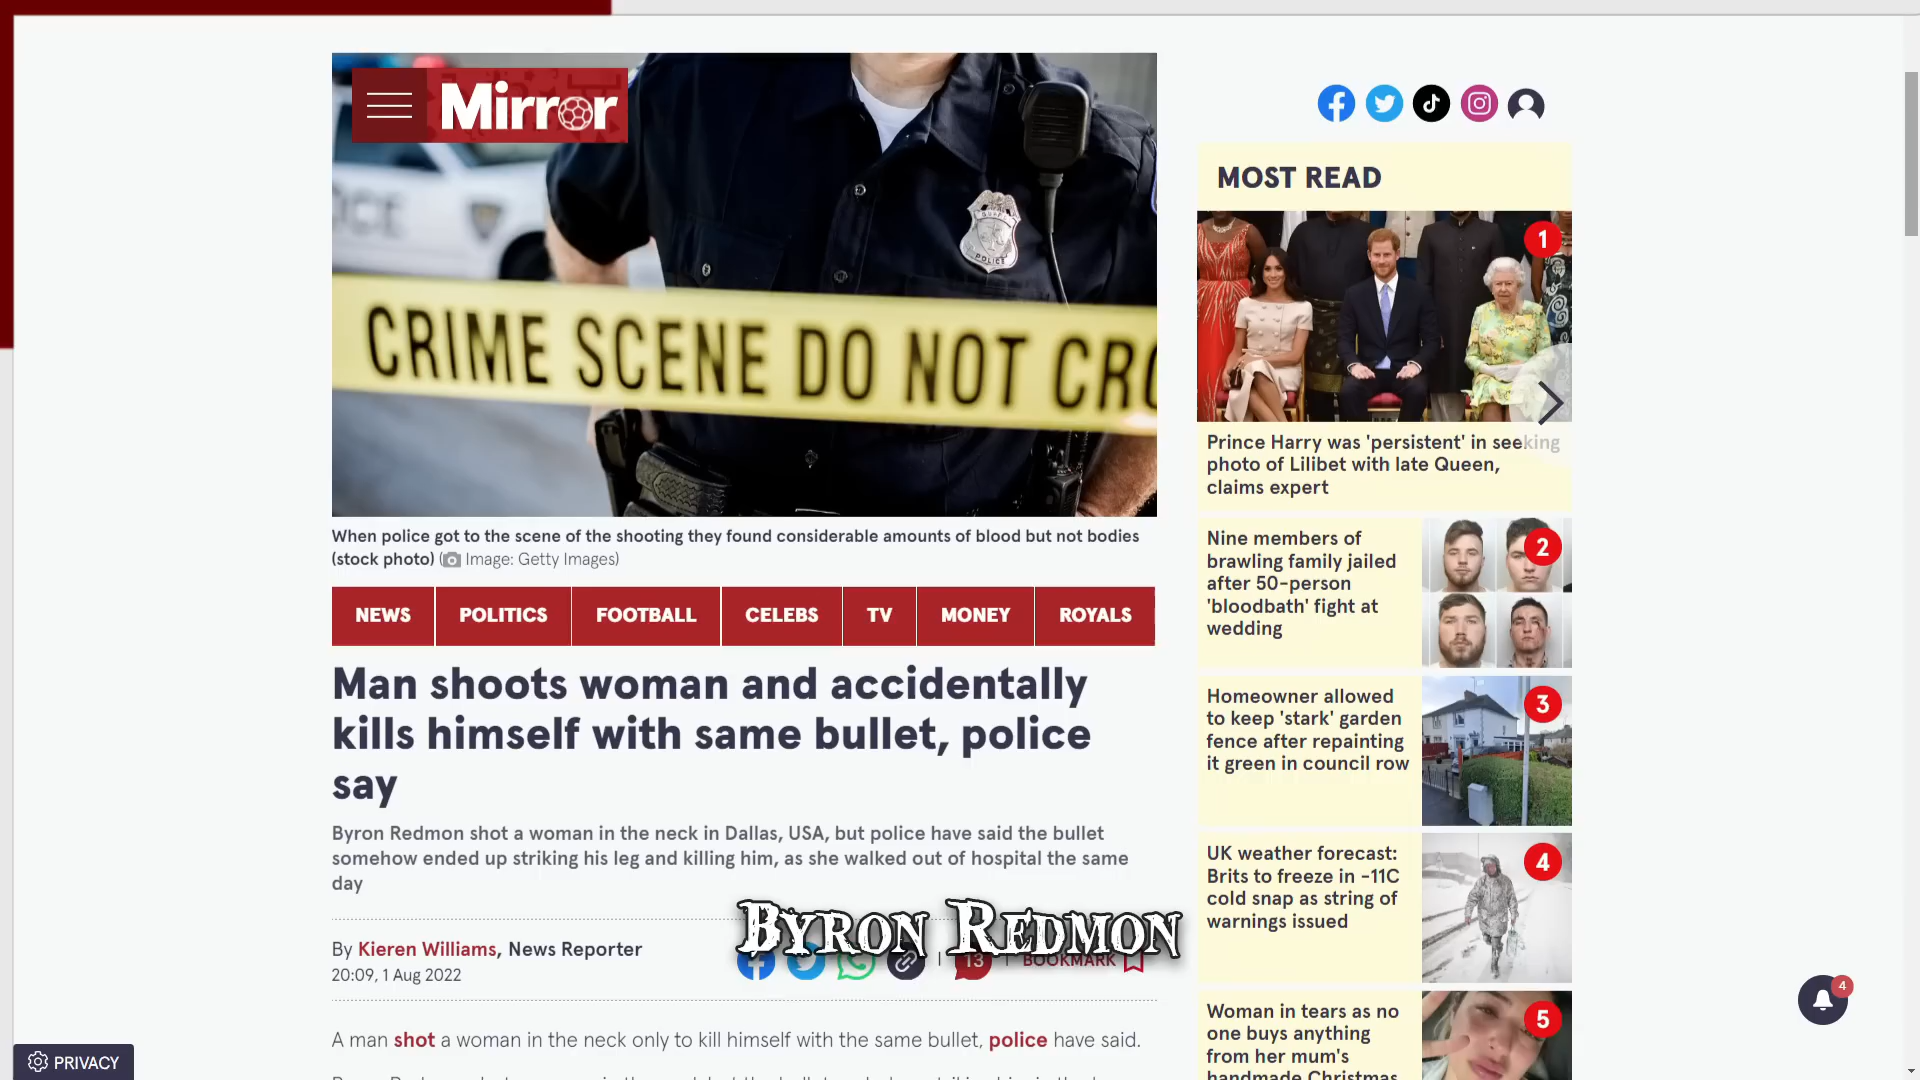 Mirror
ICE
POLICE
CRIME SCENE DO NOT CRO
When police got to the scene of the shooting they found considerable amounts of blood but not bodies
(stock photo) ( Image: Getty Images)
NEWS
POLITICS
FOOTBALL
CELEBS
TV
MONEY
ROYALS
Man shoots woman and accidentally
kills himself with same bullet, police
say
Byron Redmon shot a woman in the neck in Dallas, USA, but police have said the bullet
somehow ended up striking his leg and killing him, as she walked out of hospital the same
day
Byron Redmon
By Kieren Williams, News Reporter
20:09, 1 Aug 2022
13
BOOKMARK
A man shot a woman in the neck only to kill himself with the same bullet, police have said.
PRIVACY
MOST READ
1
Prince Harry was 'persistent' in seeking
photo of Lilibet with late Queen,
claims expert
Nine members of
brawling family jailed
after 50-person
'bloodbath' fight at
wedding
2
Homeowner allowed
to keep 'stark' garden
fence after repainting
it green in council row
3
UK weather forecast:
Brits to freeze in -11C
cold snap as string of
warnings issued
4
Woman in tears as no
one buys anything
from her mum's
handmade Christmas
5
4